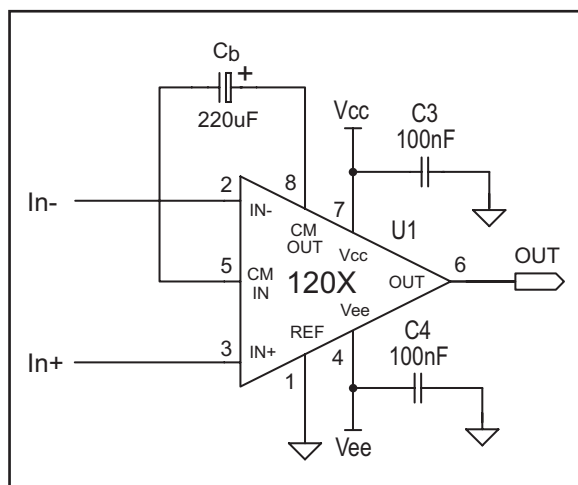 Cb
+
220uF
Vcc
C3
100nF
8
2
7
In-
IN-
CM
OUT
Vcc
U1
5
CM
IN
120X
OUT
6
OUT
Vee
REF
C4
3
IN+
4
100nF
In+
1
Vee